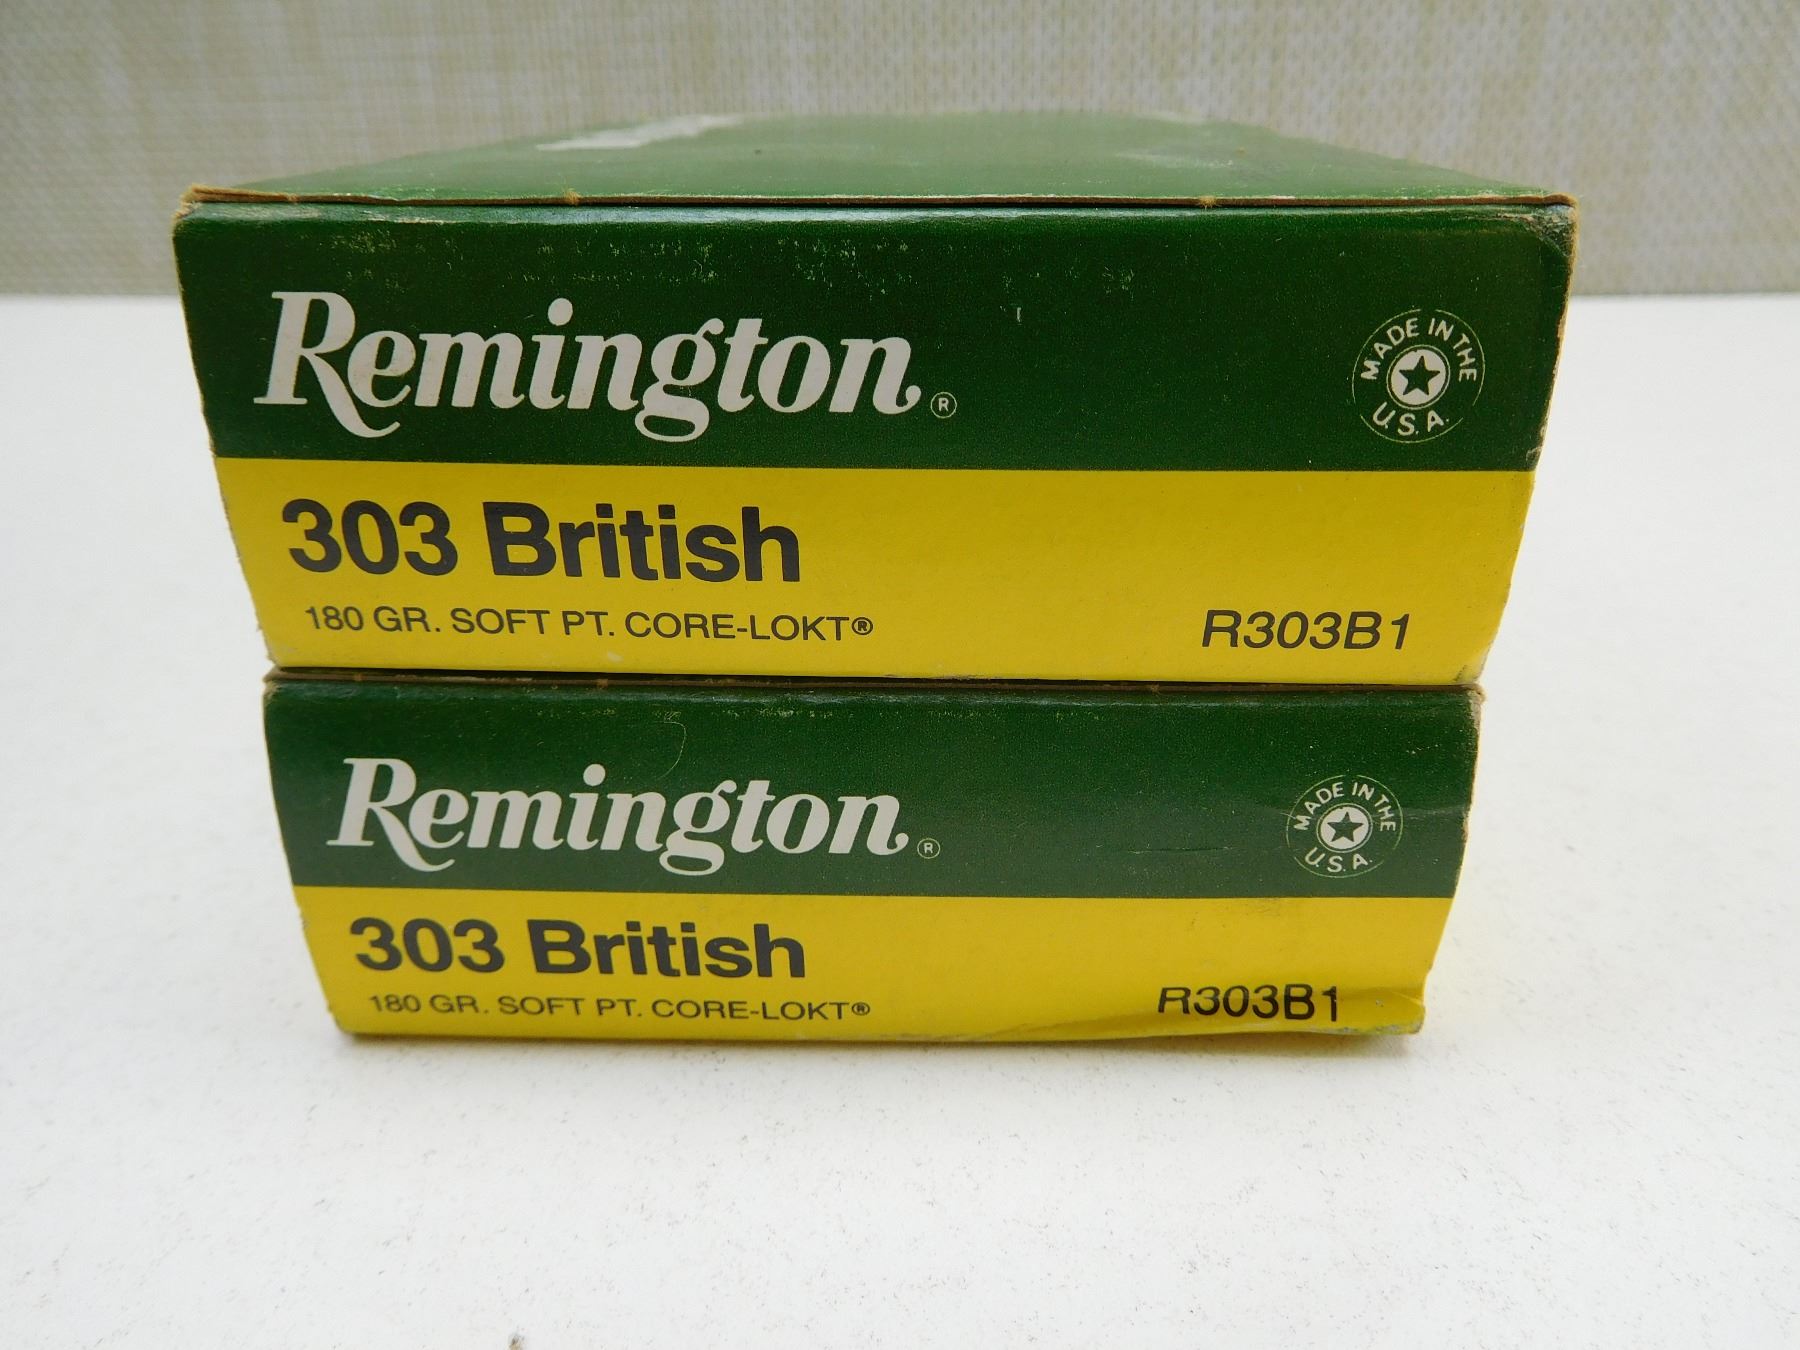 Remington®
MADE IN THE
U.S.A.
303 British
180 GR. SOFT PT. CORE-LOKT®
R303B1
Remington®
MADE IN THE
U.S.A.
303 British
180 GR. SOFT PT. CORE-LOKT®
R303B1